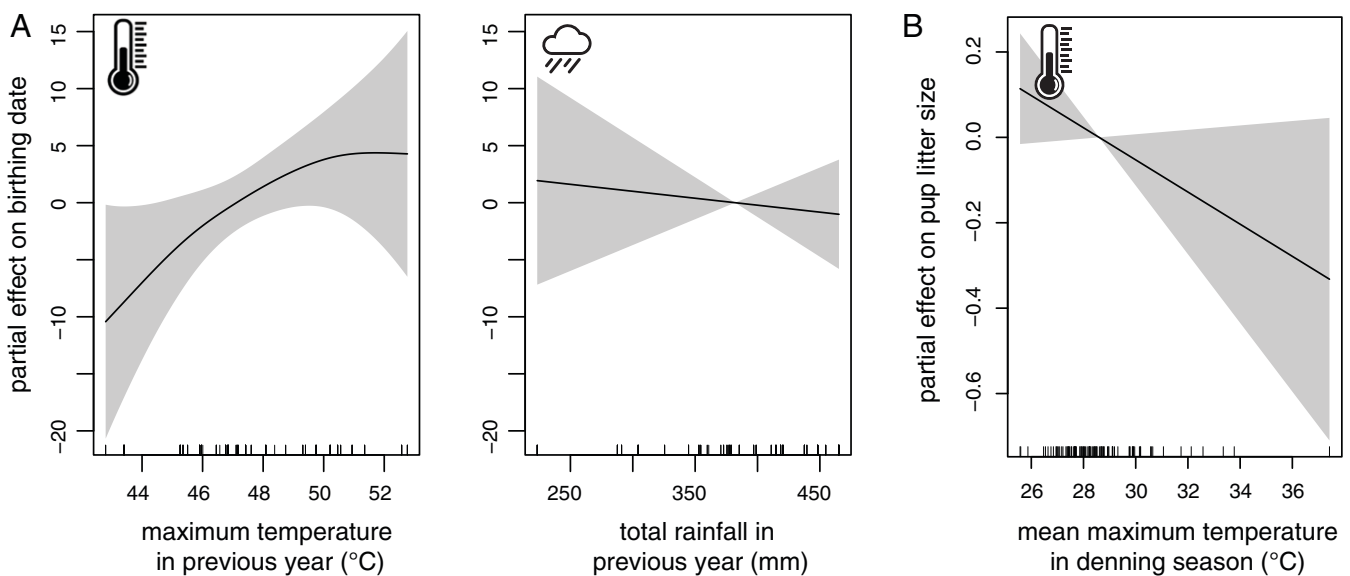 A
partial effect on birthing date
15
10
5
0
−10
−20
44 46 48 50 52
maximum temperature
in previous year (°C)
15
10
5
0
−10
−20
250 350 450
total rainfall in
previous year (mm)
B
partial effect on pup litter size
0.2
0.0
−0.2
−0.4
−0.6
26 28 30 32 34 36
mean maximum temperature
in denning season (°C)